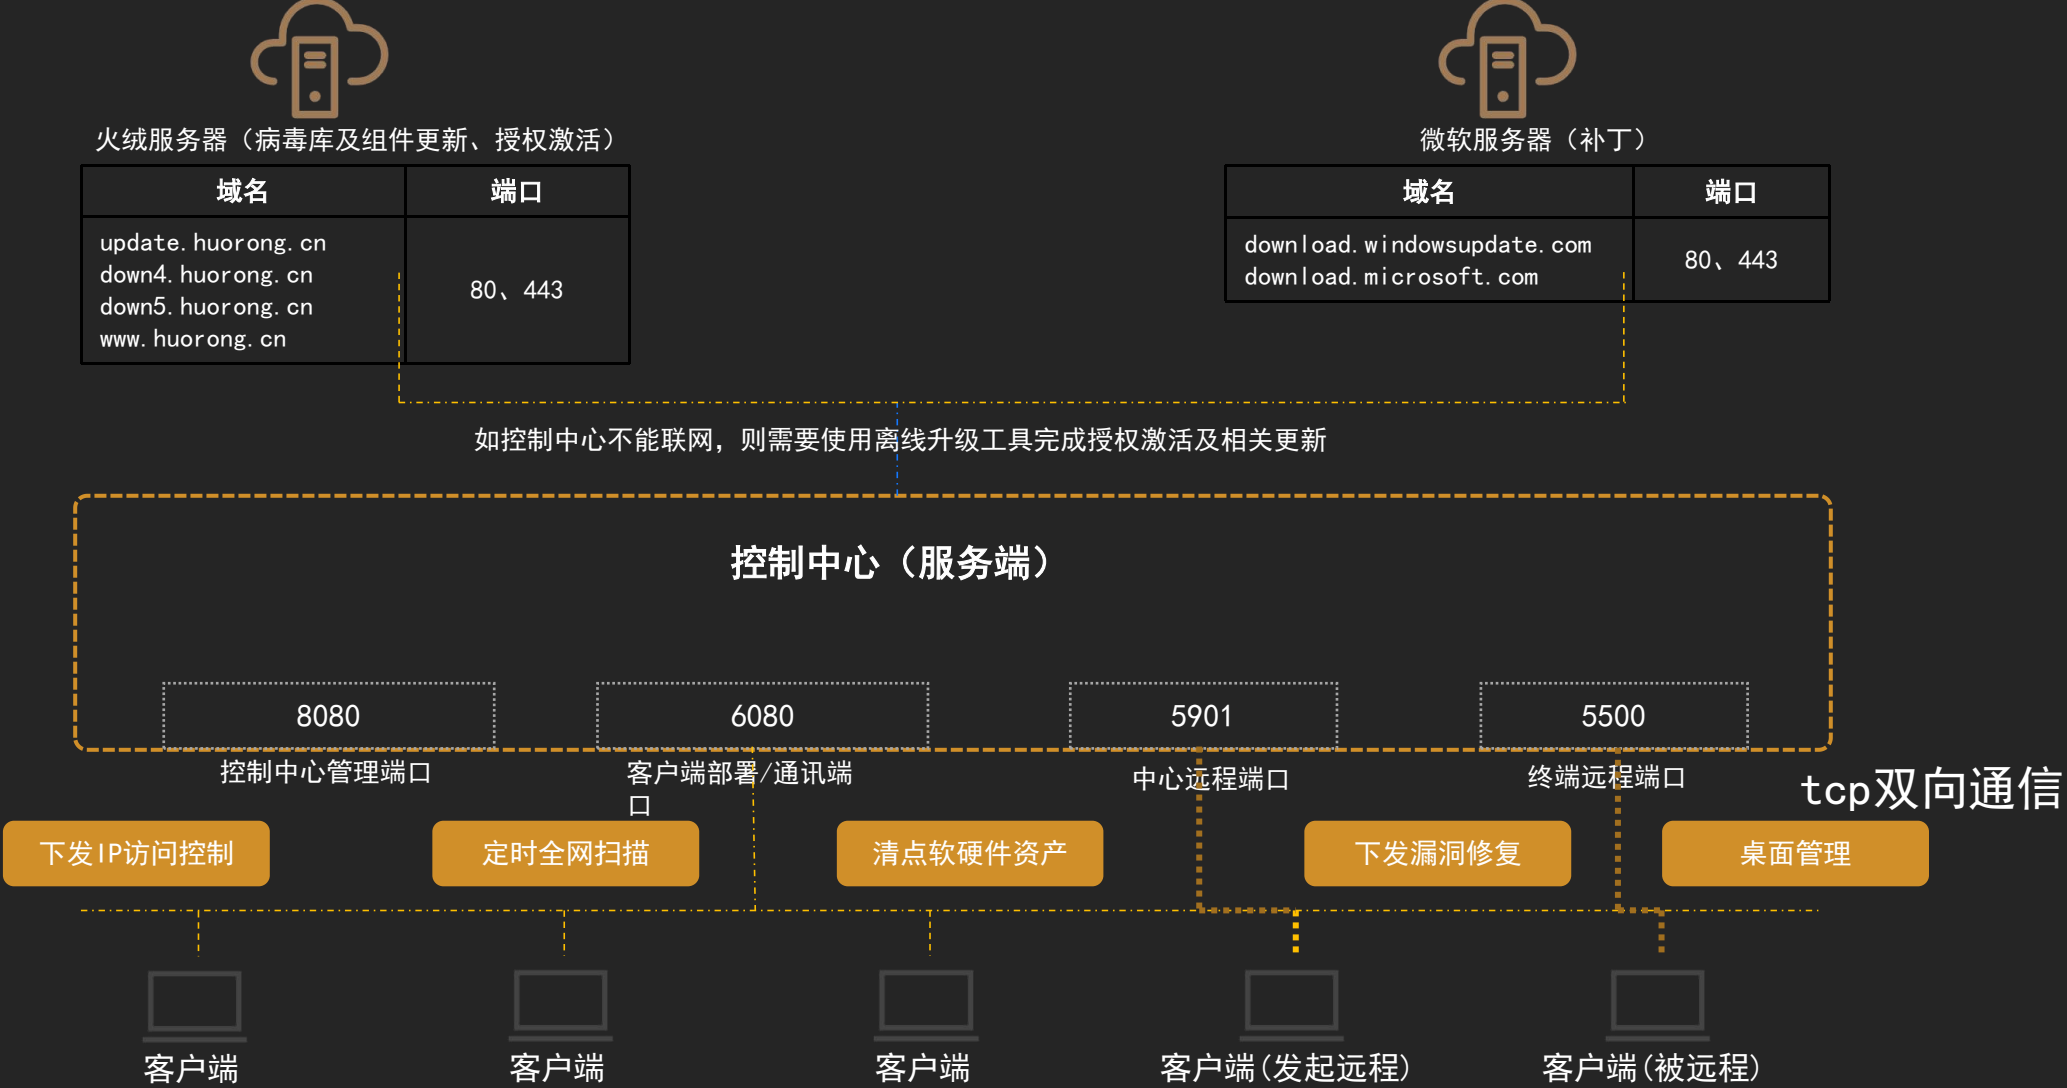 火绒服务器（病毒库及组件更新、授权激活）
微软服务器（补丁）
域名 端口
域名 端口
update.huorong.cn
down4.huorong.cn
down5.huorong.cn
www.huorong.cn
80、443
download.windowsupdate.com
download.microsoft.com
80、443
如控制中心不能联网，则需要使用离线升级工具完成授权激活及相关更新
控制中心（服务端）
8080 6080 5901 5500
控制中心管理端口
客户端部署/通讯端
口
中心远程端口
终端远程端口
tcp双向通信
下发IP访问控制
定时全网扫描
清点软硬件资产
下发漏洞修复
桌面管理
客户端
客户端
客户端
客户端(发起远程)
客户端(被远程)